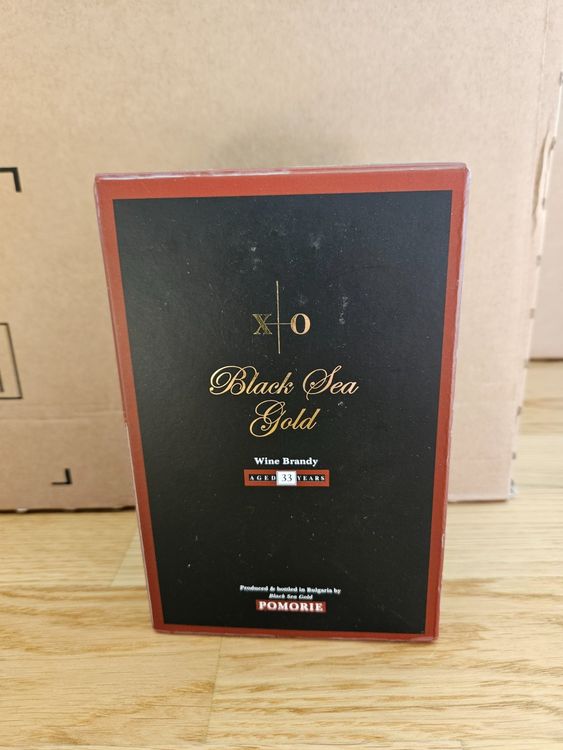 X O
Black Sea
Gold
Wine Brandy
AGED 33 YEARS
Produced & bottled in Bulgaria by
Black Sea Gold
POMORIE